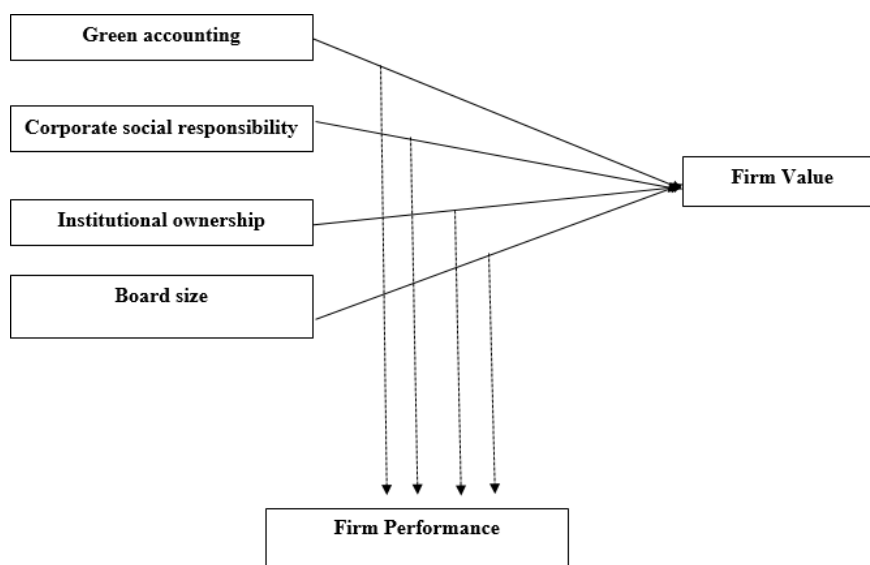 Green accounting
Corporate social responsibility
Firm Value
Institutional ownership
Board size
Firm Performance